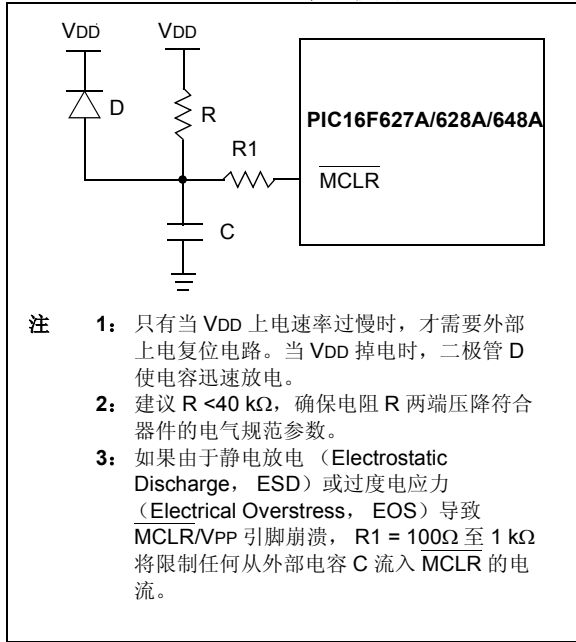 VDD VDD
D
R
R1
PIC16F627A/628A/648A
MCLR
C
注 1: 只有当 VDD 上电速率过慢时，才需要外部
上电复位电路。当 VDD 掉电时，二极管 D
使电容迅速放电。
2: 建议 R <40 kΩ，确保电阻 R 两端压降符合
器件的电气规范参数。
3: 如果由于静电放电 （Electrostatic
Discharge， ESD）或过度电应力
（Electrical Overstress， EOS）导致
MCLR/VPP 引脚崩溃， R1 = 100Ω 至 1 kΩ
将限制任何从外部电容 C 流入 MCLR 的电
流。